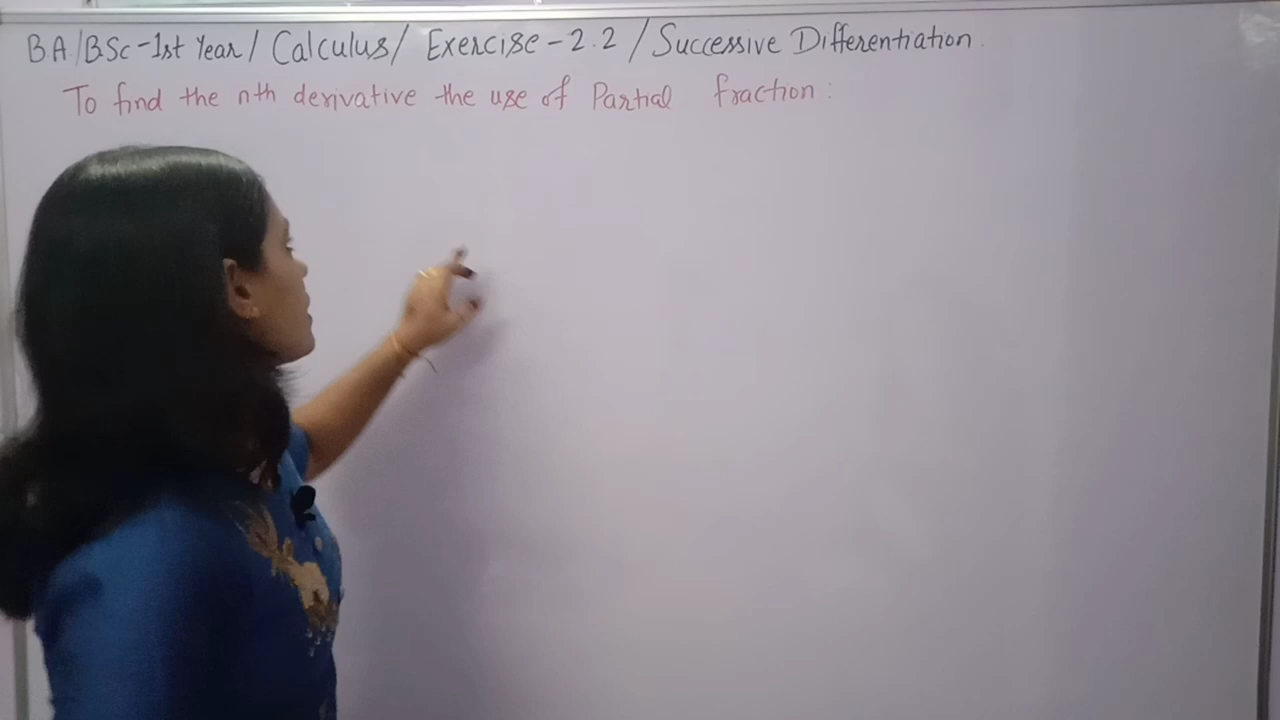 BA/BSc-1st Year/ Calculus/ Exercise-2.2/Successive Differentiation.
To find the nth derivative the use of Partial fraction: